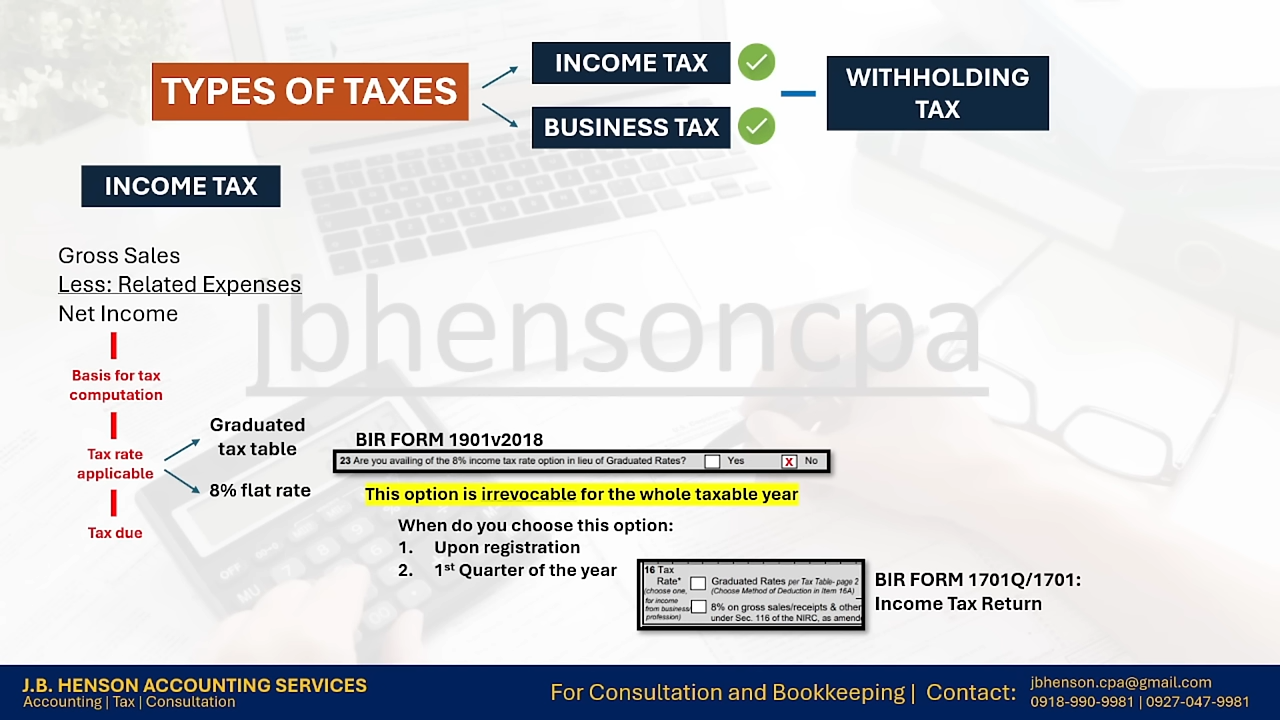 TYPES OF TAXES
INCOME TAX
BUSINESS TAX
WITHHOLDING
TAX
INCOME TAX
Gross Sales
Less: Related Expenses
Net Income
jbhensoncpa
Basis for tax
computation
Tax rate
applicable
Tax due
Graduated
tax table
8% flat rate
BIR FORM 1901v2018
23 Are you availing of the 8% income tax rate option in lieu of Graduated Rates? Yes X No
This option is irrevocable for the whole taxable year
When do you choose this option:
1. Upon registration
2. 1st Quarter of the year
16 Tax
Rate*
(choose one,
for income
from business/
profession)
Graduated Rates per Tax Table- page 2
(Choose Method of Deduction in Item 16A)
8% on gross sales/receipts & other
under Sec. 116 of the NIRC, as amend
BIR FORM 1701Q/1701:
Income Tax Return
J.B. HENSON ACCOUNTING SERVICES
Accounting | Tax | Consultation
For Consultation and Bookkeeping | Contact:
jbhenson.cpa@gmail.com
0918-990-9981 | 0927-047-9981